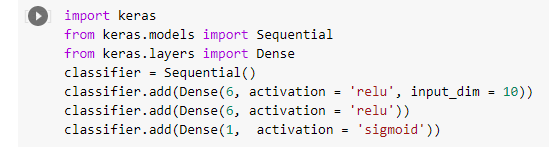 import keras
from keras.models import Sequential
from keras.layers import Dense
classifier = Sequential()
classifier.add(Dense(6, activation = 'relu', input_dim = 10))
classifier.add(Dense(6, activation = 'relu'))
classifier.add(Dense(1,  activation = 'sigmoid'))